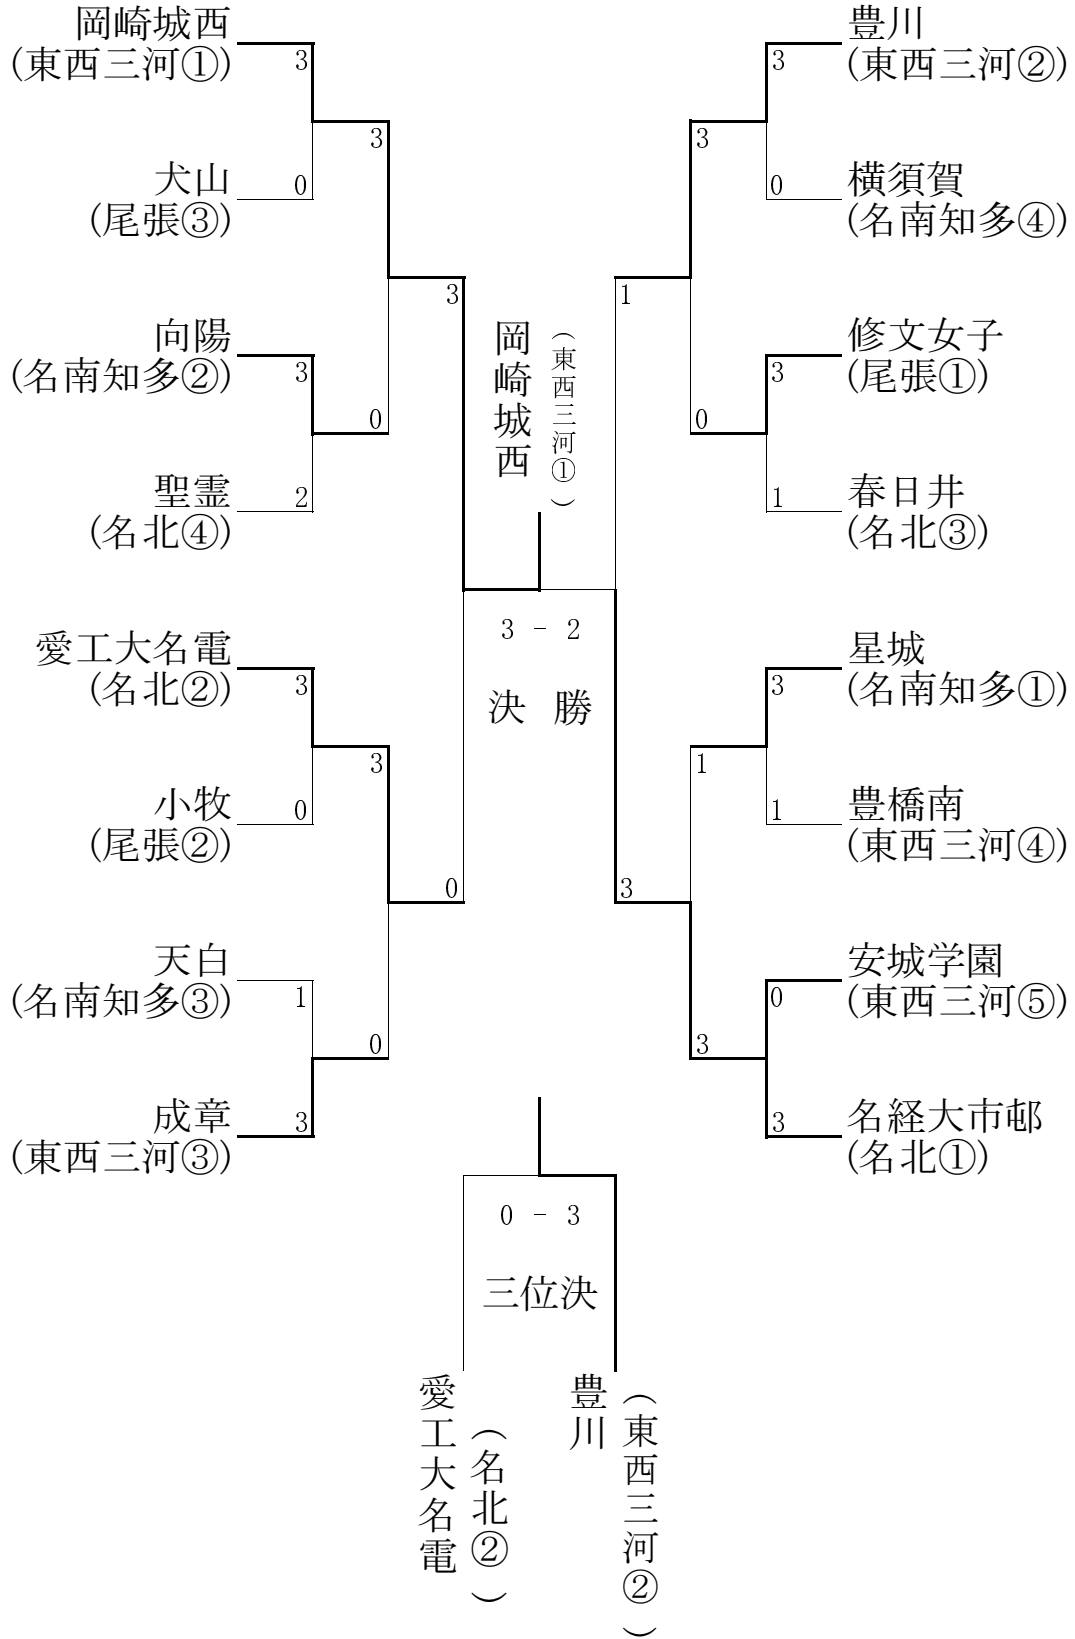 岡崎城西
(東西三河①)
3
3
犬山
(尾張③)
0
3
向陽
(名南知多②)
3
0
聖霊
(名北④)
2
愛工大名電
(名北②)
3
3
小牧
(尾張②)
0
0
天白
(名南知多③)
1
0
成章
(東西三河③)
3
岡崎城西
(東西三河①)
3 - 2
決 勝
豊川
(東西三河②)
3
3
横須賀
(名南知多④)
0
1
修文女子
(尾張①)
3
0
春日井
(名北③)
1
星城
(名南知多①)
3
1
豊橋南
(東西三河④)
1
3
安城学園
(東西三河⑤)
0
3
名経大市邨
(名北①)
3
0 - 3
三位決
愛工大名電
(名北②)
豊川
(東西三河②)